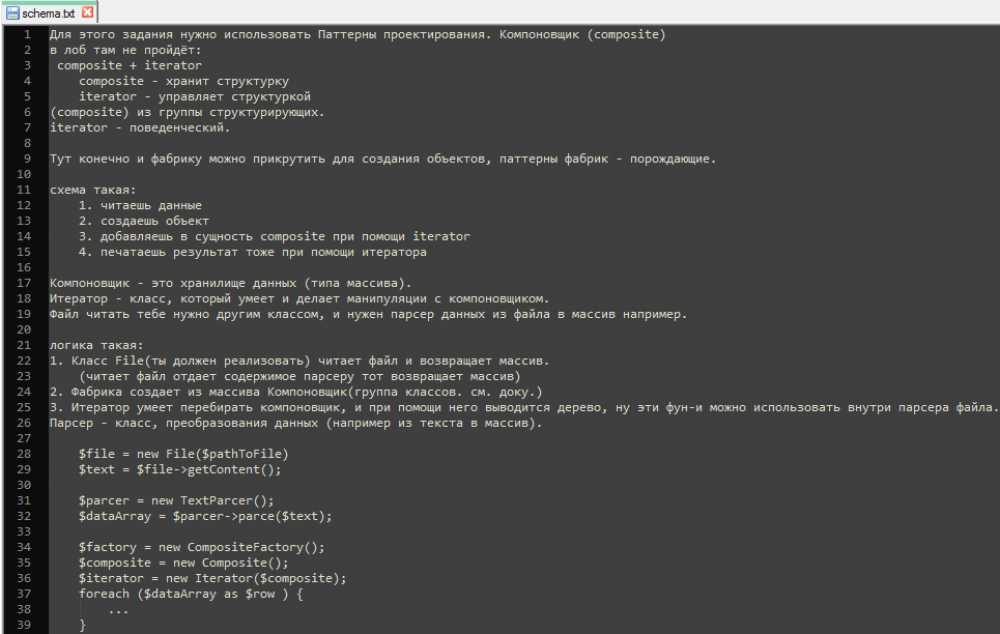 schema.txt
1 Для этого задания нужно использовать Паттерны проектирования. Компоновщик (composite)
2 в лоб там не пройдёт:
3 composite + iterator
4 composite - хранит структурку
5 iterator - управляет структуркой
6 (composite) из группы структурирующих.
7 iterator - поведенческий.
8
9 Тут конечно и фабрику можно прикрутить для создания объектов, паттерны фабрик - порождающие.
10
11 схема такая:
12 1. читаешь данные
13 2. создаешь объект
14 3. добавляешь в сущность composite при помощи iterator
15 4. печатаешь результат тоже при помощи итератора
16
17 Компоновщик - это хранилище данных (типа массива).
18 Итератор - класс, который умеет и делает манипуляции с компоновщиком.
19 Файл читать тебе нужно другим классом, и нужен парсер данных из файла в массив например.
20
21 логика такая:
22 1. Класс File(ты должен реализовать) читает файл и возвращает массив.
23 (читает файл отдает содержимое парсеру тот возвращает массив)
24 2. Фабрика создает из массива Компоновщик(группа классов. см. доку.)
25 3. Итератор умеет перебирать компоновщик, и при помощи него выводится дерево, ну эти фун-и можно использовать внутри парсера файла.
26 Парсер - класс, преобразования данных (например из текста в массив).
27
28 $file = new File($pathToFile)
29 $text = $file->getContent();
30
31 $parcer = new TextParcer();
32 $dataArray = $parcer->parce($text);
33
34 $factory = new CompositeFactory();
35 $composite = new Composite();
36 $iterator = new Iterator($composite);
37 foreach ($dataArray as $row ) {
38 ...
39 }